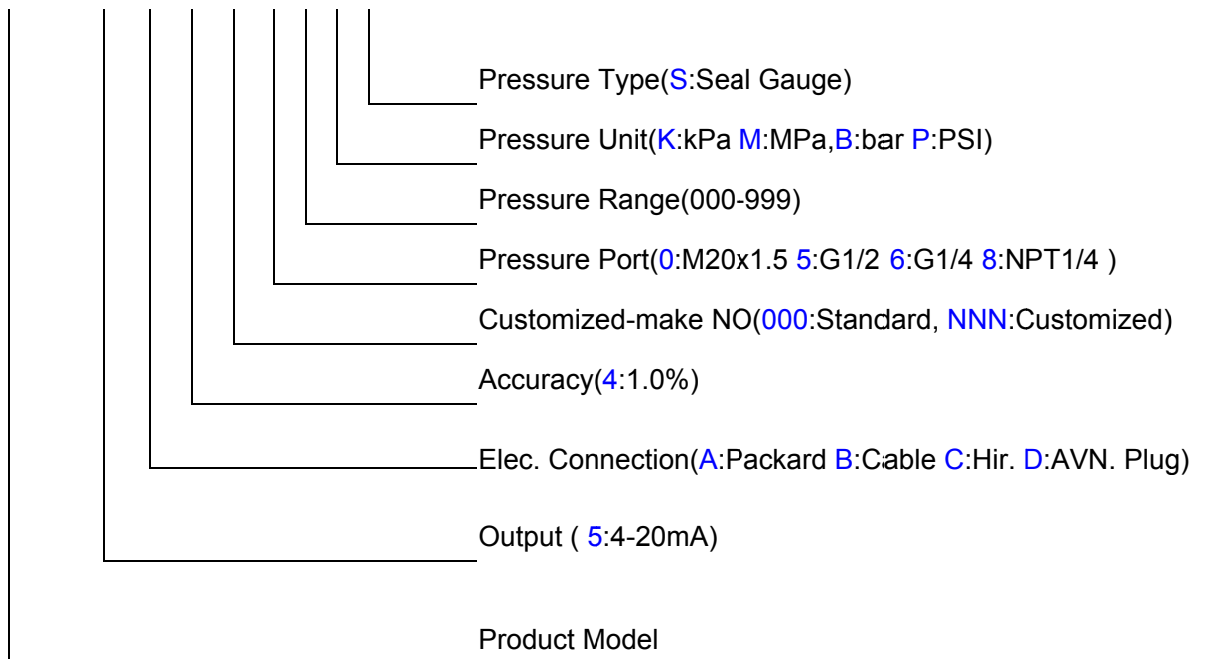 Pressure Type(S:Seal Gauge)
Pressure Unit(K:kPa M:MPa,B:bar P:PSI)
Pressure Range(000-999)
Pressure Port(0:M20x1.5 5:G1/2 6:G1/4 8:NPT1/4 )
Customized-make NO(000:Standard, NNN:Customized)
Accuracy(4:1.0%)
Elec. Connection(A:Packard B:Cable C:Hir. D:AVN. Plug)
Output ( 5:4-20mA)
Product Model